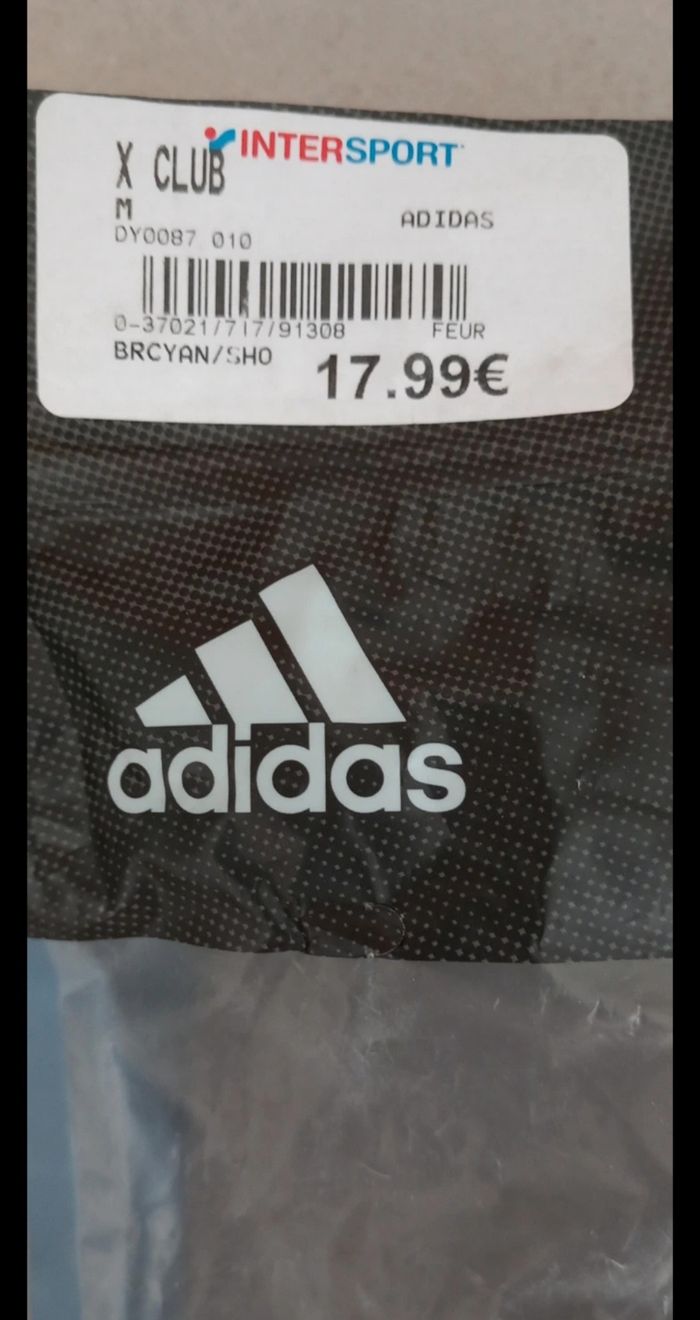 INTERSPORT
X CLUB
M
ADIDAS
DY0087 010
0-37021/717/91308 FEUR
BRCYAN/SHO
17.99€
adidas